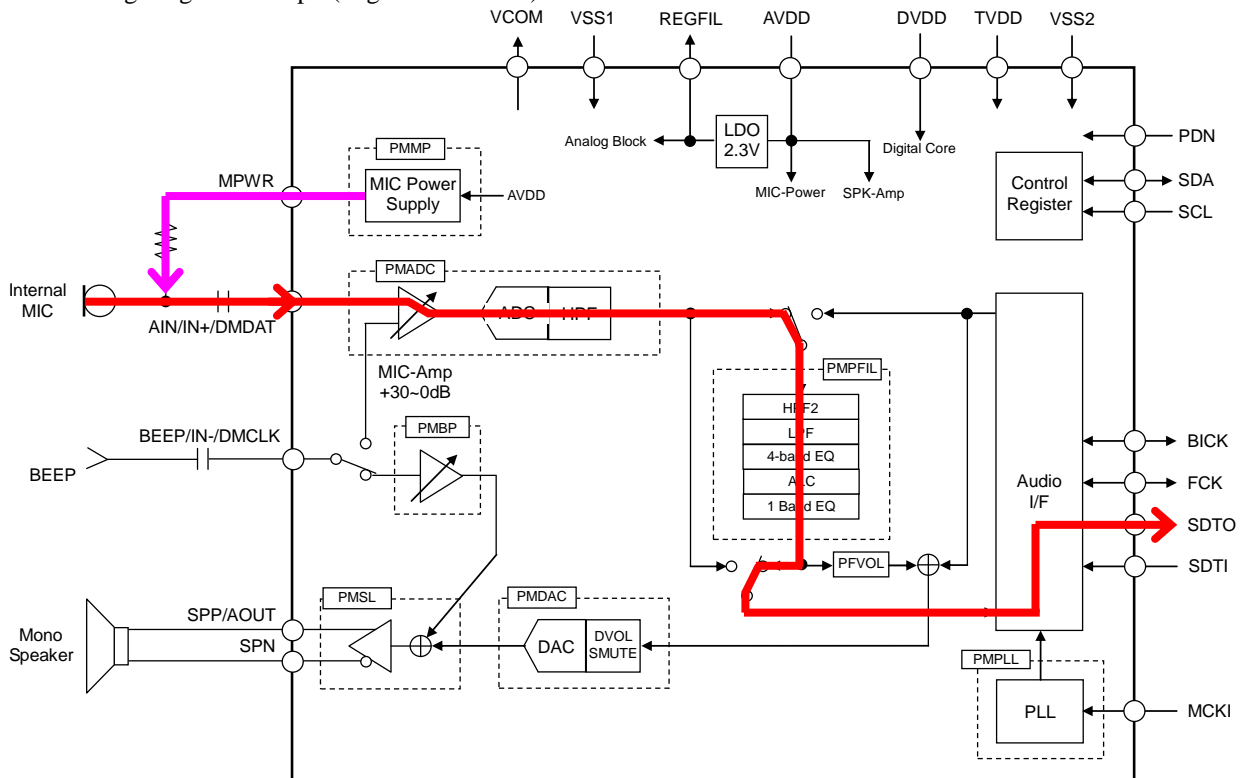 VCOM VSS1 REGFIL AVDD DVDD TVDD VSS2
PDN
Analog Block
LDO
2.3V
Digital Core
MIC-Power
SPK-Amp
Control
Register
SDA
SCL
PMMP
MPWR
MIC Power
Supply
AVDD
Internal
MIC
AIN/IN+/DMDAT
PMADC
ADC
HPF
MIC-Amp
+30~0dB
PMPFIL
HPF2
LPF
4-band EQ
ALC
1 Band EQ
BEEP/IN-/DMCLK
BEEP
PMBP
Audio
I/F
BICK
FCK
SDTO
SDTI
PFVOL
PMSL
PMDAC
SPP/AOUT
SPN
Mono
Speaker
DAC
DVOL
SMUTE
PMPLL
PLL
MCKI